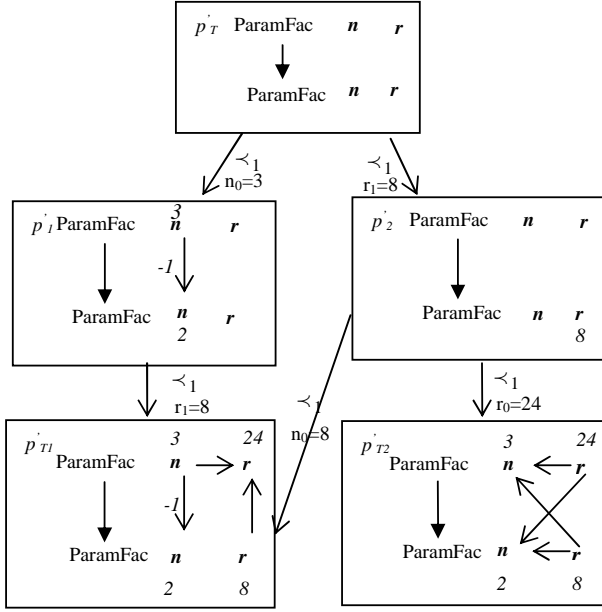 p'T ParamFac n r
ParamFac n r
≺1
n0=3
≺1
r1=8
3
p'1 ParamFac n r
-1
ParamFac n r
2
p'2 ParamFac n r
ParamFac n r
8
≺1
r1=8
≺1
n0=8
≺1
r0=24
p'T1 3 24
ParamFac n r
-1
ParamFac n r
2 8
p'T2 3 24
ParamFac n r
ParamFac n r
2 8